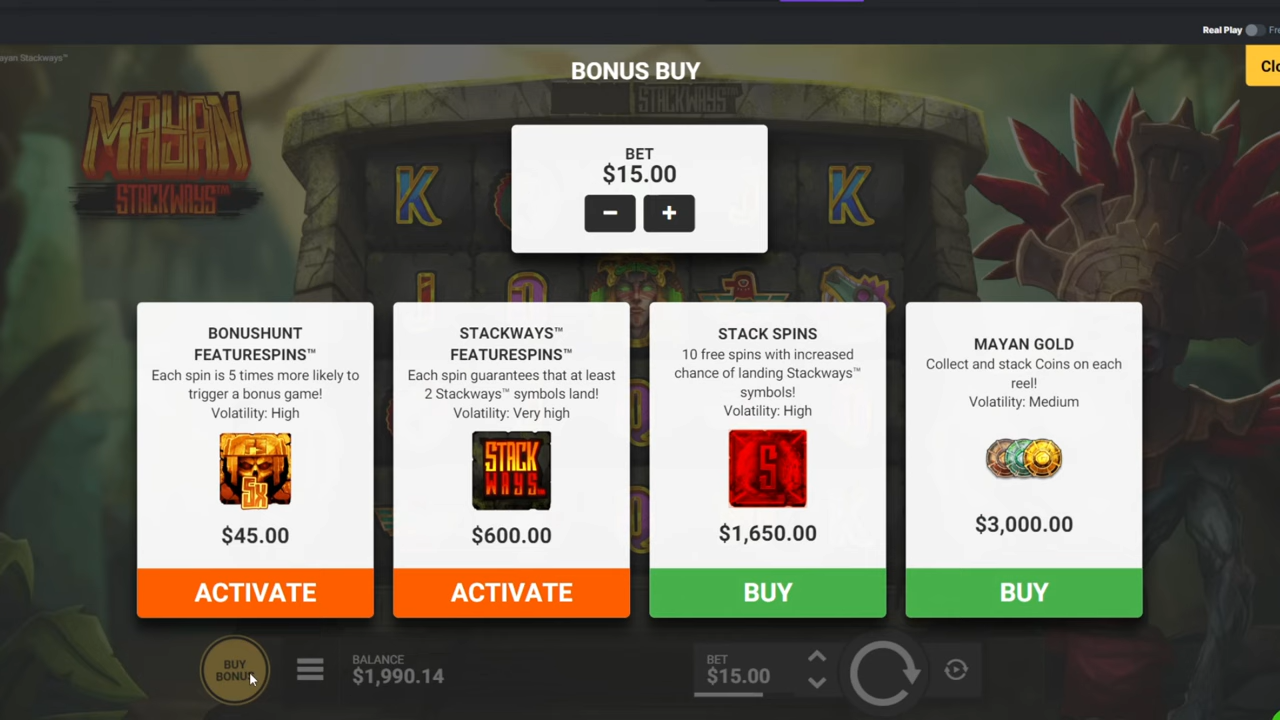 Real Play
ayan Stackways™
BONUS BUY
STACKWAYS™
MAYAN
STACKWAYS™
BET
$15.00
−
+
K
K
J
BONUSHUNT
FEATURESPINS™
Each spin is 5 times more likely to
trigger a bonus game!
Volatility: High
5x
$45.00
ACTIVATE
STACKWAYS™
FEATURESPINS™
Each spin guarantees that at least
2 Stackways™ symbols land!
Volatility: Very high
STACK
WAYS
$600.00
ACTIVATE
STACK SPINS
10 free spins with increased
chance of landing Stackways™
symbols!
Volatility: High
S
$1,650.00
BUY
MAYAN GOLD
Collect and stack Coins on each
reel!
Volatility: Medium
$3,000.00
BUY
BUY
BONUS
BALANCE
$1,990.14
BET
$15.00